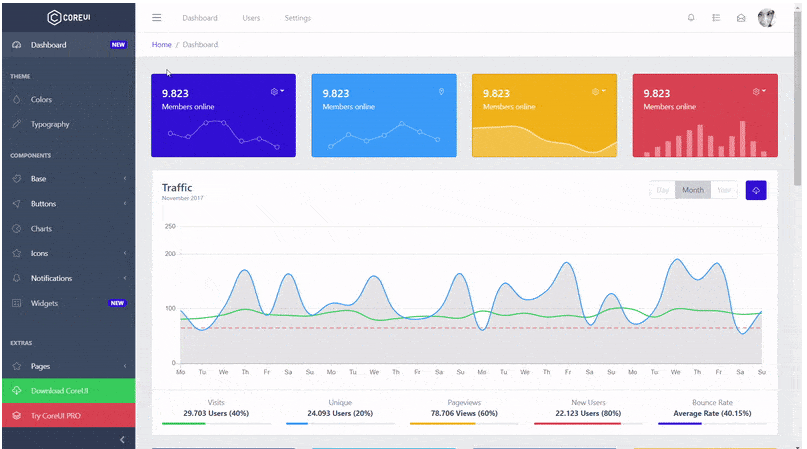 COREUI
Dashboard NEW
THEME
Colors
Typography
COMPONENTS
Base
Buttons
Charts
Icons
Notifications
Widgets NEW
EXTRAS
Pages
Download CoreUI
Try CoreUI PRO
Dashboard Users Settings
Home / Dashboard
9.823
Members online
9.823
Members online
9.823
Members online
9.823
Members online
Traffic
November 2017
Day Month Year
250
200
100
0
Mo Tu We Th Fr Sa Su Mo Tu We Th Fr Sa Su Mo Tu We Th Fr Sa Su Mo Tu We Th Fr Sa Su
Visits
29.703 Users (40%)
Unique
24.093 Users (20%)
Pageviews
78.706 Views (60%)
New Users
22.123 Users (80%)
Bounce Rate
Average Rate (40.15%)